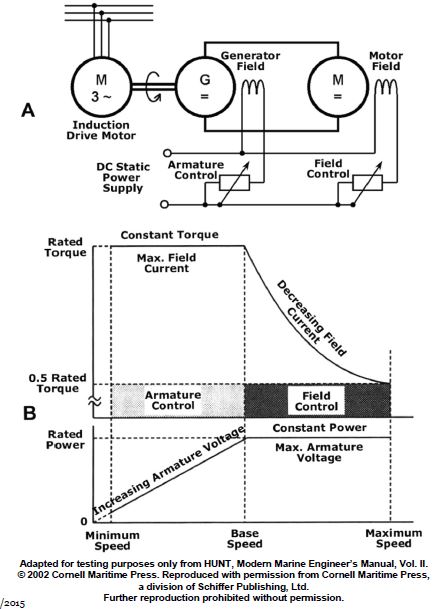 Generator
Field
Motor
Field
M
3 ~
G
=
M
=
A
Induction
Drive Motor
DC Static
Power
Supply
Armature
Control
Field
Control
Rated
Torque
Constant Torque
Max. Field
Current
Decreasing Field
Current
0.5 Rated
Torque
Armature
Control
Field
Control
B
Rated
Power
Increasing Armature Voltage
Constant Power
Max. Armature
Voltage
0
Minimum
Speed
Base
Speed
Maximum
Speed
Adapted for testing purposes only from HUNT, Modern Marine Engineer's Manual, Vol. II.
© 2002 Cornell Maritime Press. Reproduced with permission from Cornell Maritime Press,
a division of Schiffer Publishing, Ltd.
Further reproduction prohibited without permission.
/2015